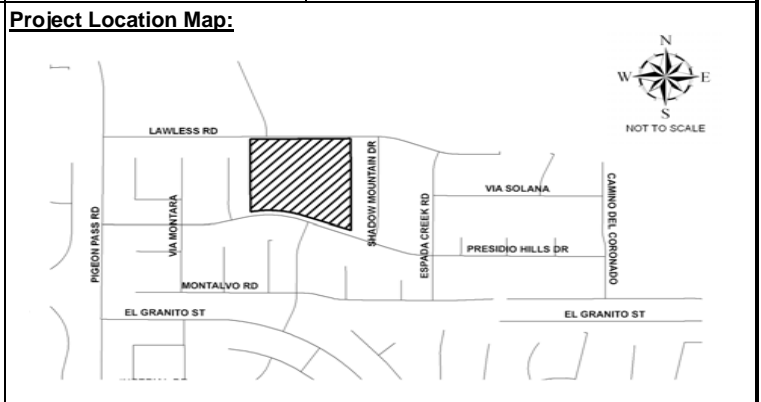 Project Location Map:
N
W E
S
NOT TO SCALE
LAWLESS RD
SHADOW MOUNTAIN DR
VIA SOLANA
CAMINO DEL CORONADO
VIA MONTARA
ESPADA CREEK RD
PIGEON PASS RD
PRESIDIO HILLS DR
MONTALVO RD
EL GRANITO ST
EL GRANITO ST